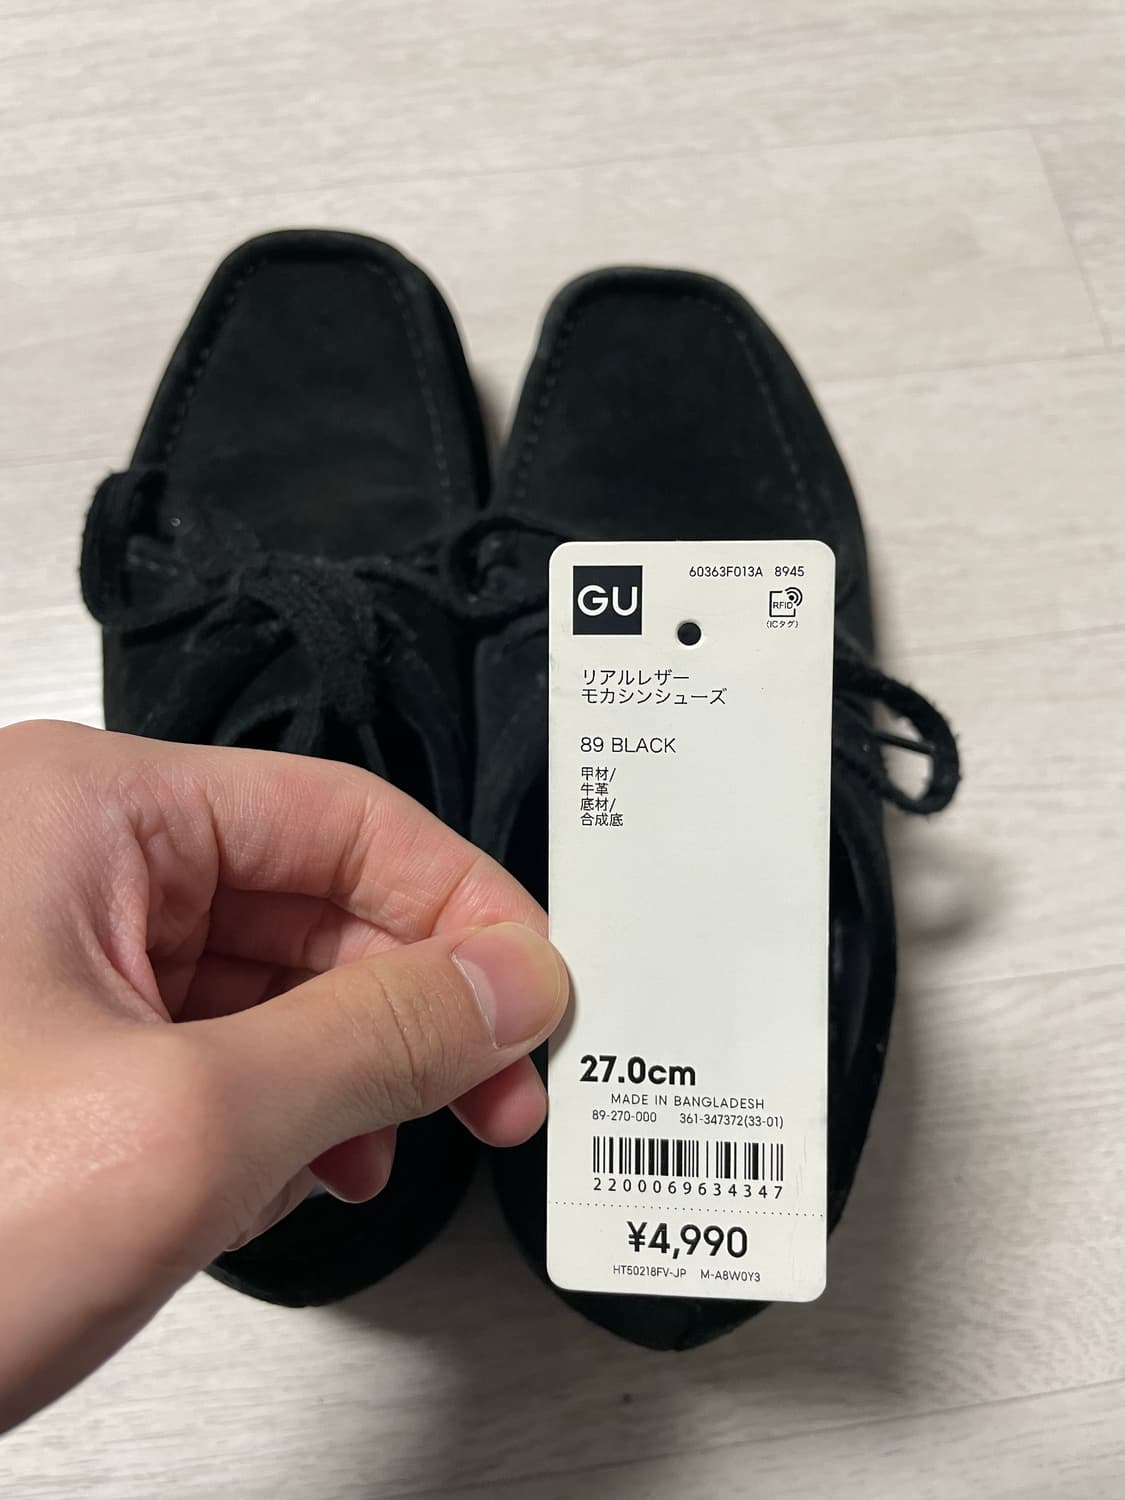 GU
60363F013A 8945
RFID
(ICタグ)
リアルレザー
モカシンシューズ
89 BLACK
甲材/
牛革
底材/
合成底
27.0cm
MADE IN BANGLADESH
89-270-000 361-347372(33-01)
2200069634347
¥4,990
HT50218FV-JP M-A8W0Y3